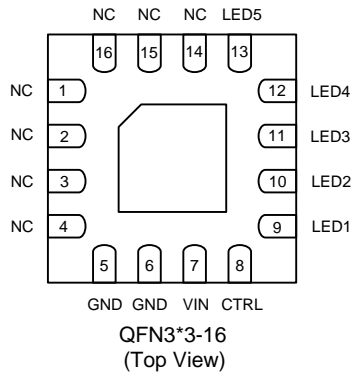 NC NC NC LED5
16 15 14 13
NC 1 12 LED4
NC 2 11 LED3
NC 3 10 LED2
NC 4 9 LED1
5 6 7 8
GND GND VIN CTRL
QFN3*3-16
(Top View)